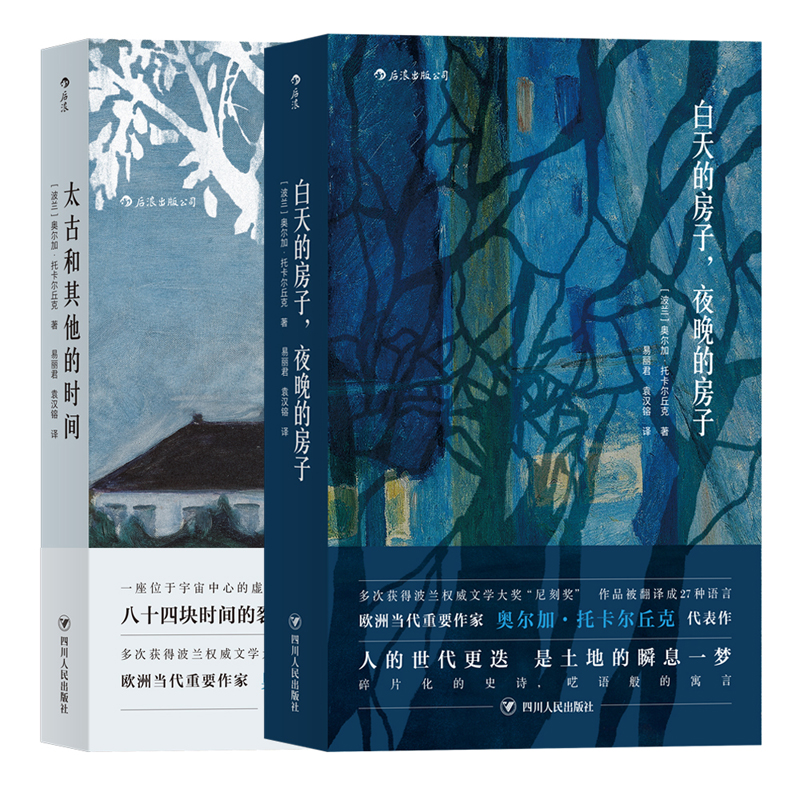 后浪
太古和其他的时间
[波兰]奥尔加·托卡尔丘克 著
易丽君 袁汉镕 译
四川人民出版社
后浪出版公司
一座位于宇宙中心的虚
八十四块时间的
多次获得波兰权威文学
欧洲当代重要作家
后浪
白天的房子，夜晚的房子
[波兰]奥尔加·托卡尔丘克 著
易丽君 袁汉镕 译
四川人民出版社
后浪出版公司
白天的房子，夜晚的房子
[波兰]奥尔加·托卡尔丘克 著
易丽君 袁汉镕 译
多次获得波兰权威文学大奖“尼刻奖” 作品被翻译成27种语言
欧洲当代重要作家 奥尔加·托卡尔丘克 代表作
人的世代更迭 是土地的瞬息一梦
碎片化的史诗，呓语般的寓言
四川人民出版社